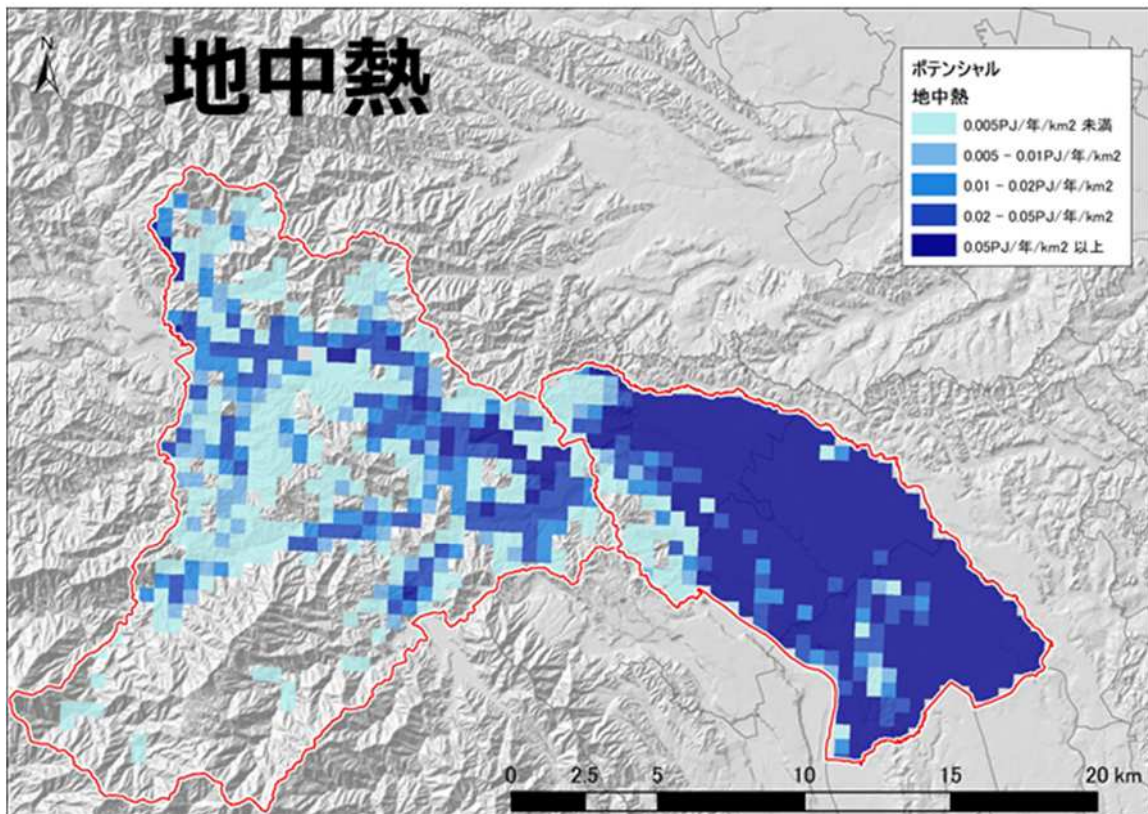 N
地中熱
ポテンシャル
地中熱
0.005PJ/年/km2 未満
0.005 - 0.01PJ/年/km2
0.01 - 0.02PJ/年/km2
0.02 - 0.05PJ/年/km2
0.05PJ/年/km2 以上
0 2.5 5 10 15 20 km